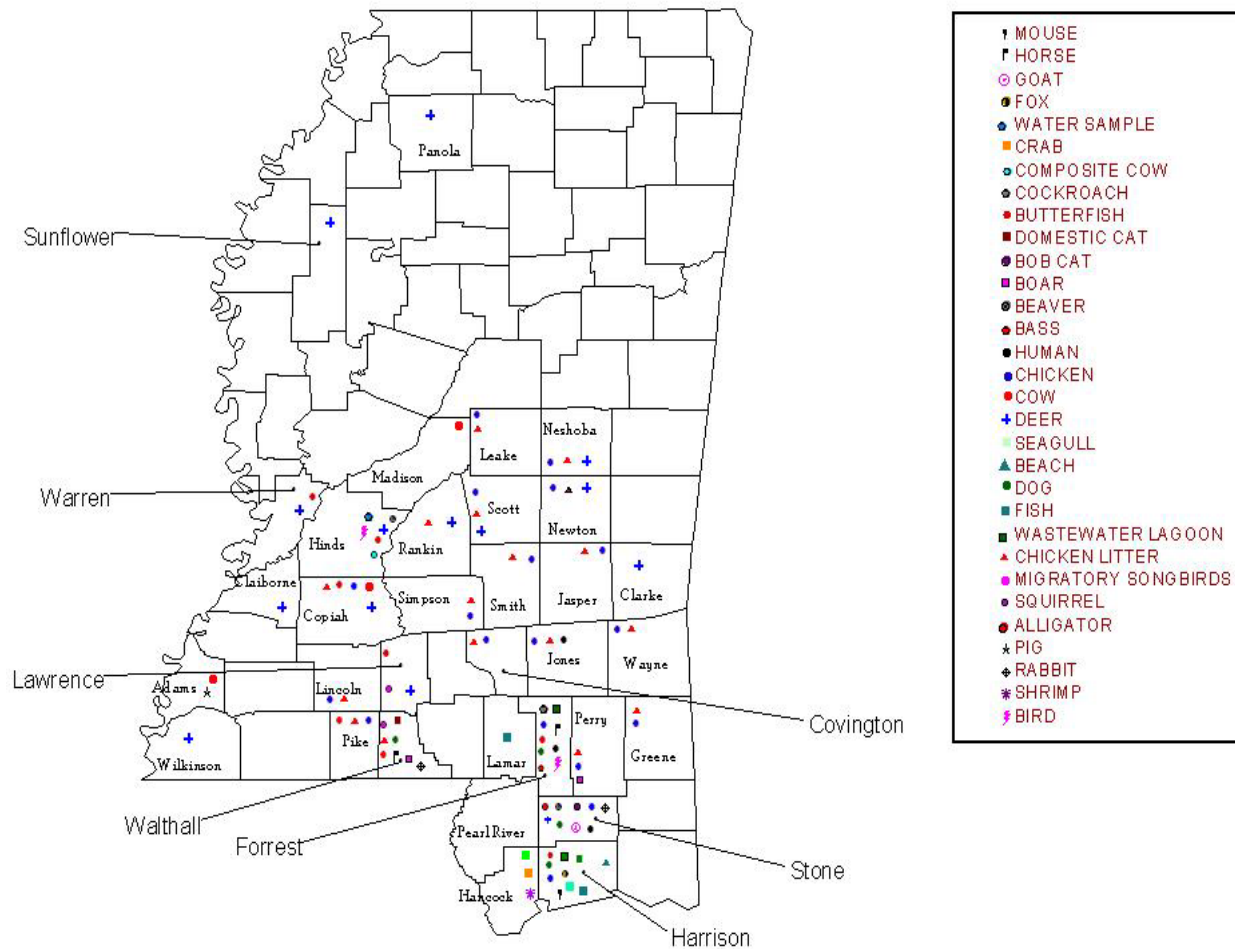 Panola
Sunflower
Neshoba
Leake
Madison
Warren
Scott
Newton
Hinds
Rankin
Claiborne
Copiah
Simpson
Smith
Jasper
Clarke
Jones
Wayne
Lawrence
Adams
Lincoln
Covington
Perry
Pike
Wilkinson
Lamar
Greene
Walthall
Forrest
Pearl River
Stone
Hancock
Harrison
MOUSE
HORSE
GOAT
FOX
WATER SAMPLE
CRAB
COMPOSITE COW
COCKROACH
BUTTERFISH
DOMESTIC CAT
BOB CAT
BOAR
BEAVER
BASS
HUMAN
CHICKEN
COW
DEER
SEAGULL
BEACH
DOG
FISH
WASTEWATER LAGOON
CHICKEN LITTER
MIGRATORY SONGBIRDS
SQUIRREL
ALLIGATOR
PIG
RABBIT
SHRIMP
BIRD